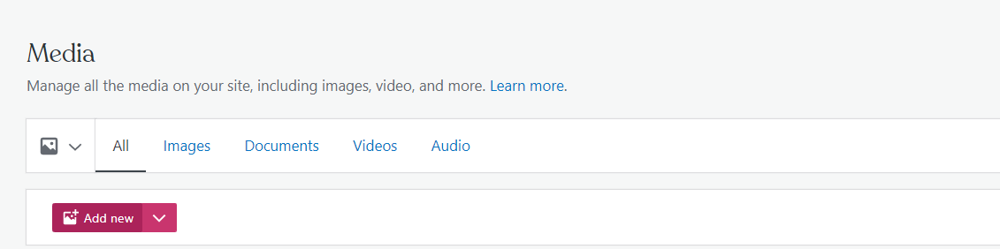 Media
Manage all the media on your site, including images, video, and more. Learn more.
All Images Documents Videos Audio
Add new